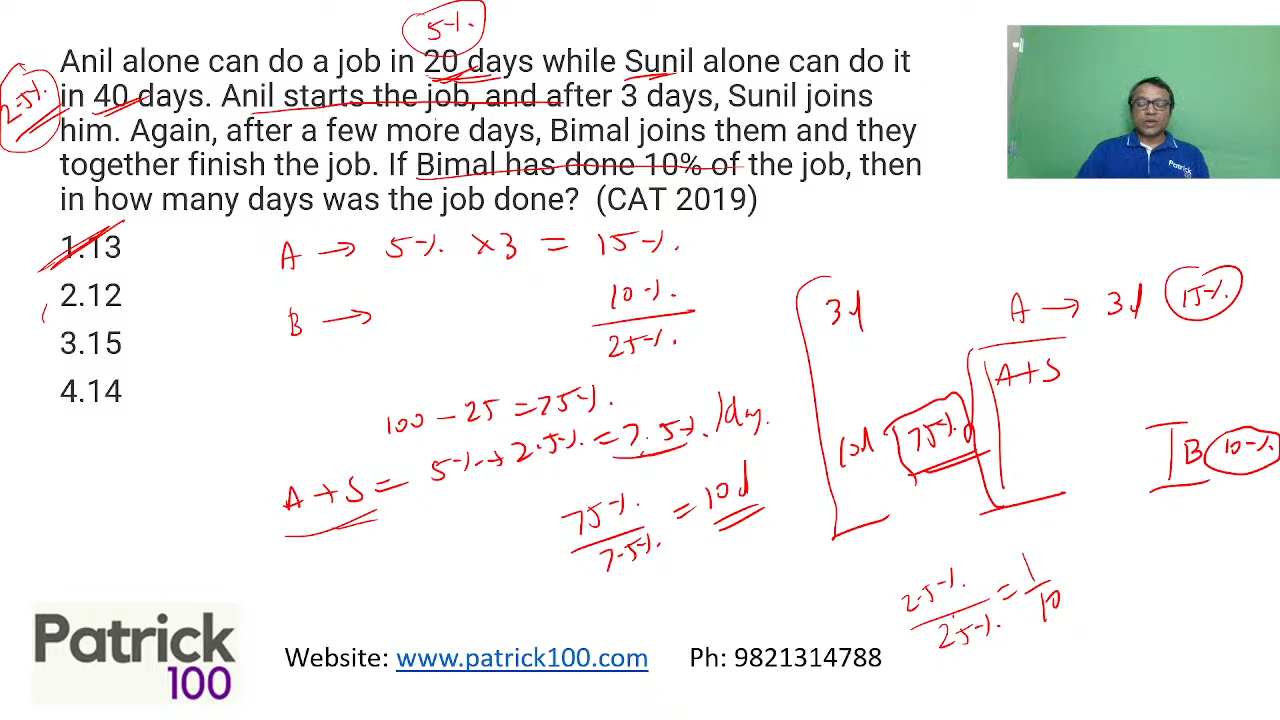 5%
Anil alone can do a job in 20 days while Sunil alone can do it
2.5%
in 40 days. Anil starts the job, and after 3 days, Sunil joins
him. Again, after a few more days, Bimal joins them and they
together finish the job. If Bimal has done 10% of the job, then
in how many days was the job done? (CAT 2019)
1.13
2.12
3.15
4.14
A → 5% ×3 = 15%
B →
10%
25%
100 - 25 = 75%
A + S = 5% + 2.5% = 7.5% /day
75%
7.5%
= 10d
3d
10d
75%
A → 3d 15%
A+S
B 10%
2.5%
25%
= 1
10
Patrick
100
Website: www.patrick100.com Ph: 9821314788
Patrick
100